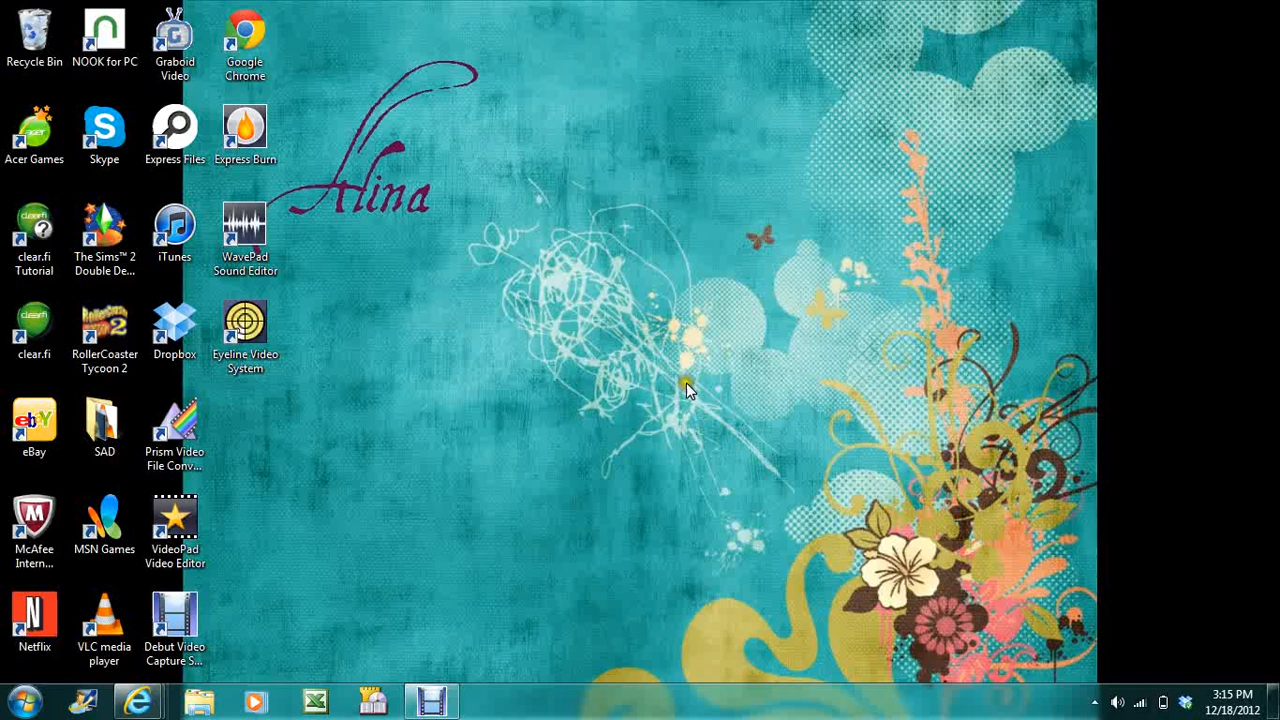 Recycle Bin
NOOK for PC
Graboid
Video
Google
Chrome
Acer Games
Skype
Express Files
Express Burn
Alina
clear.fi
Tutorial
The Sims™ 2
Double De...
iTunes
WavePad
Sound Editor
clear.fi
RollerCoaster
Tycoon 2
Dropbox
Eyeline Video
System
eBay
SAD
Prism Video
File Conv...
McAfee
Intern...
MSN Games
VideoPad
Video Editor
Netflix
VLC media
player
Debut Video
Capture S...
3:15 PM
12/18/2012